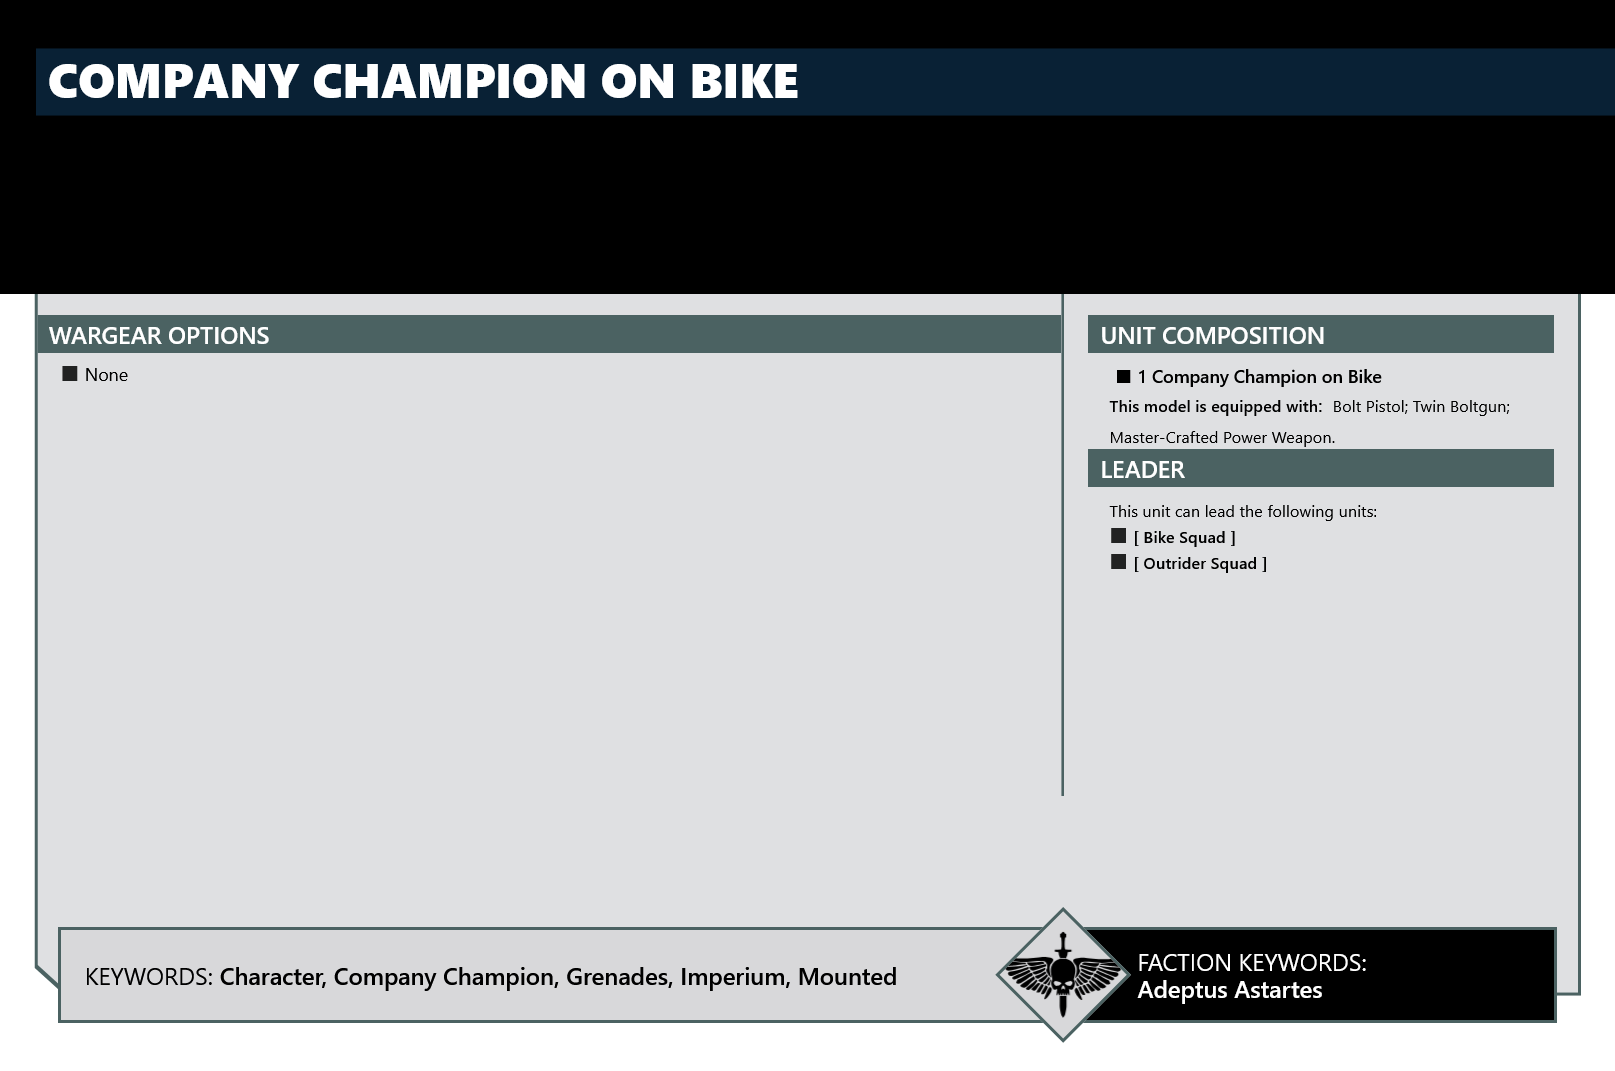 COMPANY CHAMPION ON BIKE
WARGEAR OPTIONS
■ None
UNIT COMPOSITION
■ 1 Company Champion on Bike
This model is equipped with: Bolt Pistol; Twin Boltgun;
Master-Crafted Power Weapon.
LEADER
This unit can lead the following units:
■ [ Bike Squad ]
■ [ Outrider Squad ]
KEYWORDS: Character, Company Champion, Grenades, Imperium, Mounted
FACTION KEYWORDS:
Adeptus Astartes